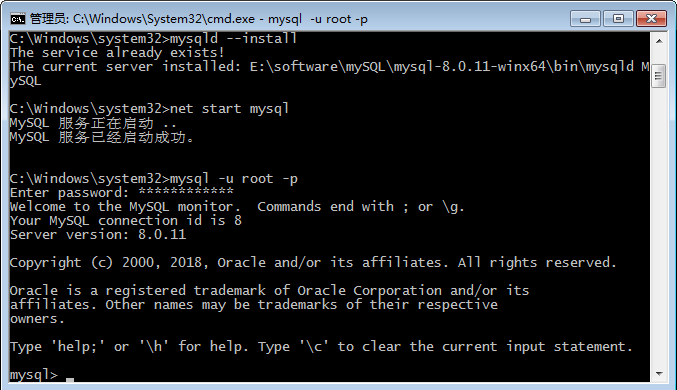 管理员: C:\Windows\System32\cmd.exe - mysql  -u root -p
C:\Windows\System32>mysqld --install
The service already exists!
The current server installed: E:\software\mySQL\mysql-8.0.11-winx64\bin\mysqld M
ySQL
C:\Windows\system32>net start mysql
MySQL 服务正在启动 ..
MySQL 服务已经启动成功。
C:\Windows\system32>mysql -u root -p
Enter password: ************
Welcome to the MySQL monitor.  Commands end with ; or \g.
Your MySQL connection id is 8
Server version: 8.0.11
Copyright (c) 2000, 2018, Oracle and/or its affiliates. All rights reserved.
Oracle is a registered trademark of Oracle Corporation and/or its
affiliates. Other names may be trademarks of their respective
owners.
Type 'help;' or '\h' for help. Type '\c' to clear the current input statement.
mysql> _